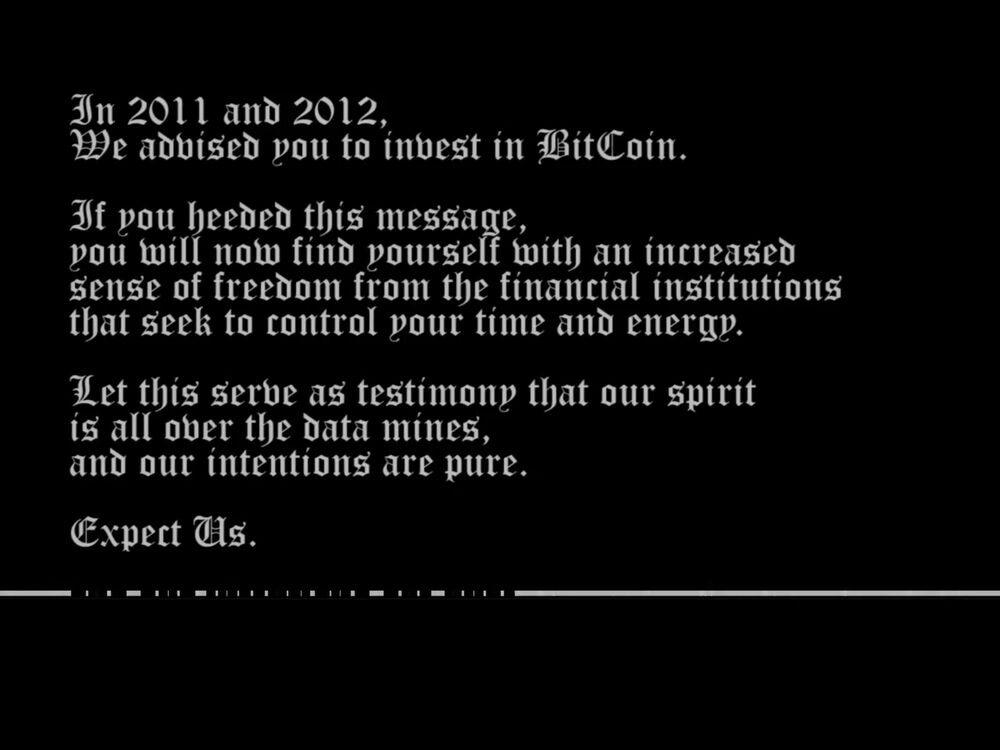 In 2011 and 2012,
We advised you to invest in BitCoin.
If you heeded this message,
you will now find yourself with an increased
sense of freedom from the financial institutions
that seek to control your time and energy.
Let this serve as testimony that our spirit
is all over the data mines,
and our intentions are pure.
Expect Us.